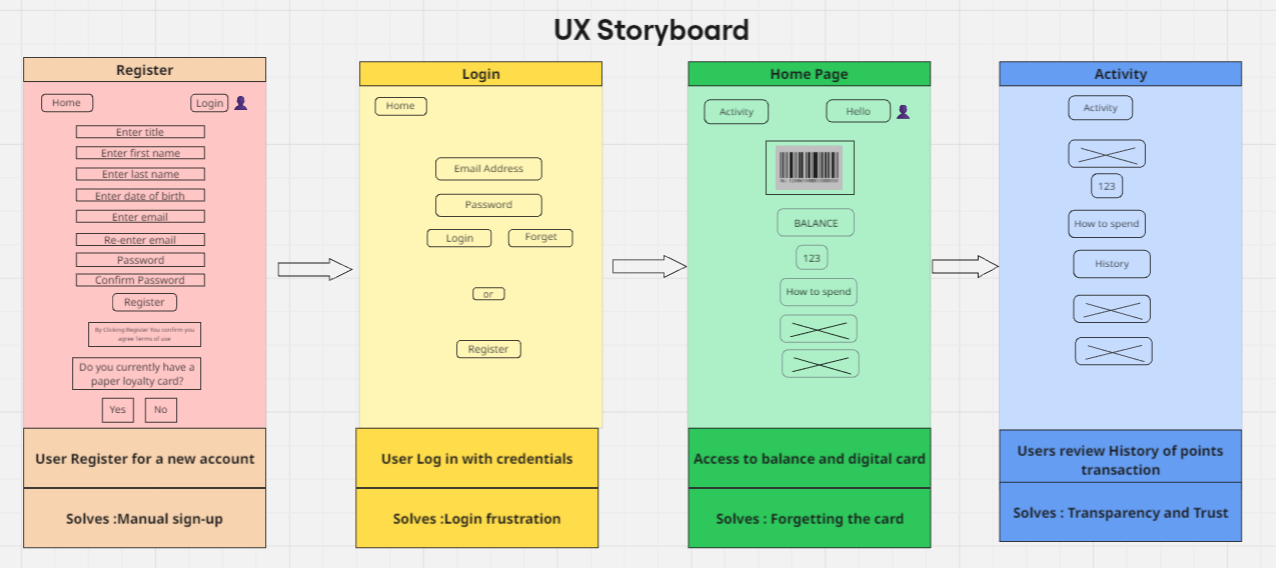 UX Storyboard
Register
Home
Login
Enter title
Enter first name
Enter last name
Enter date of birth
Enter email
Re-enter email
Password
Confirm Password
Register
By Clicking Register You confirm you
agree Terms of use
Do you currently have a
paper loyalty card?
Yes
No
User Register for a new account
Solves :Manual sign-up
Login
Home
Email Address
Password
Login
Forget
or
Register
User Log in with credentials
Solves :Login frustration
Home Page
Activity
Hello
BALANCE
123
How to spend
Access to balance and digital card
Solves : Forgetting the card
Activity
Activity
123
How to spend
History
Users review History of points
transaction
Solves : Transparency and Trust